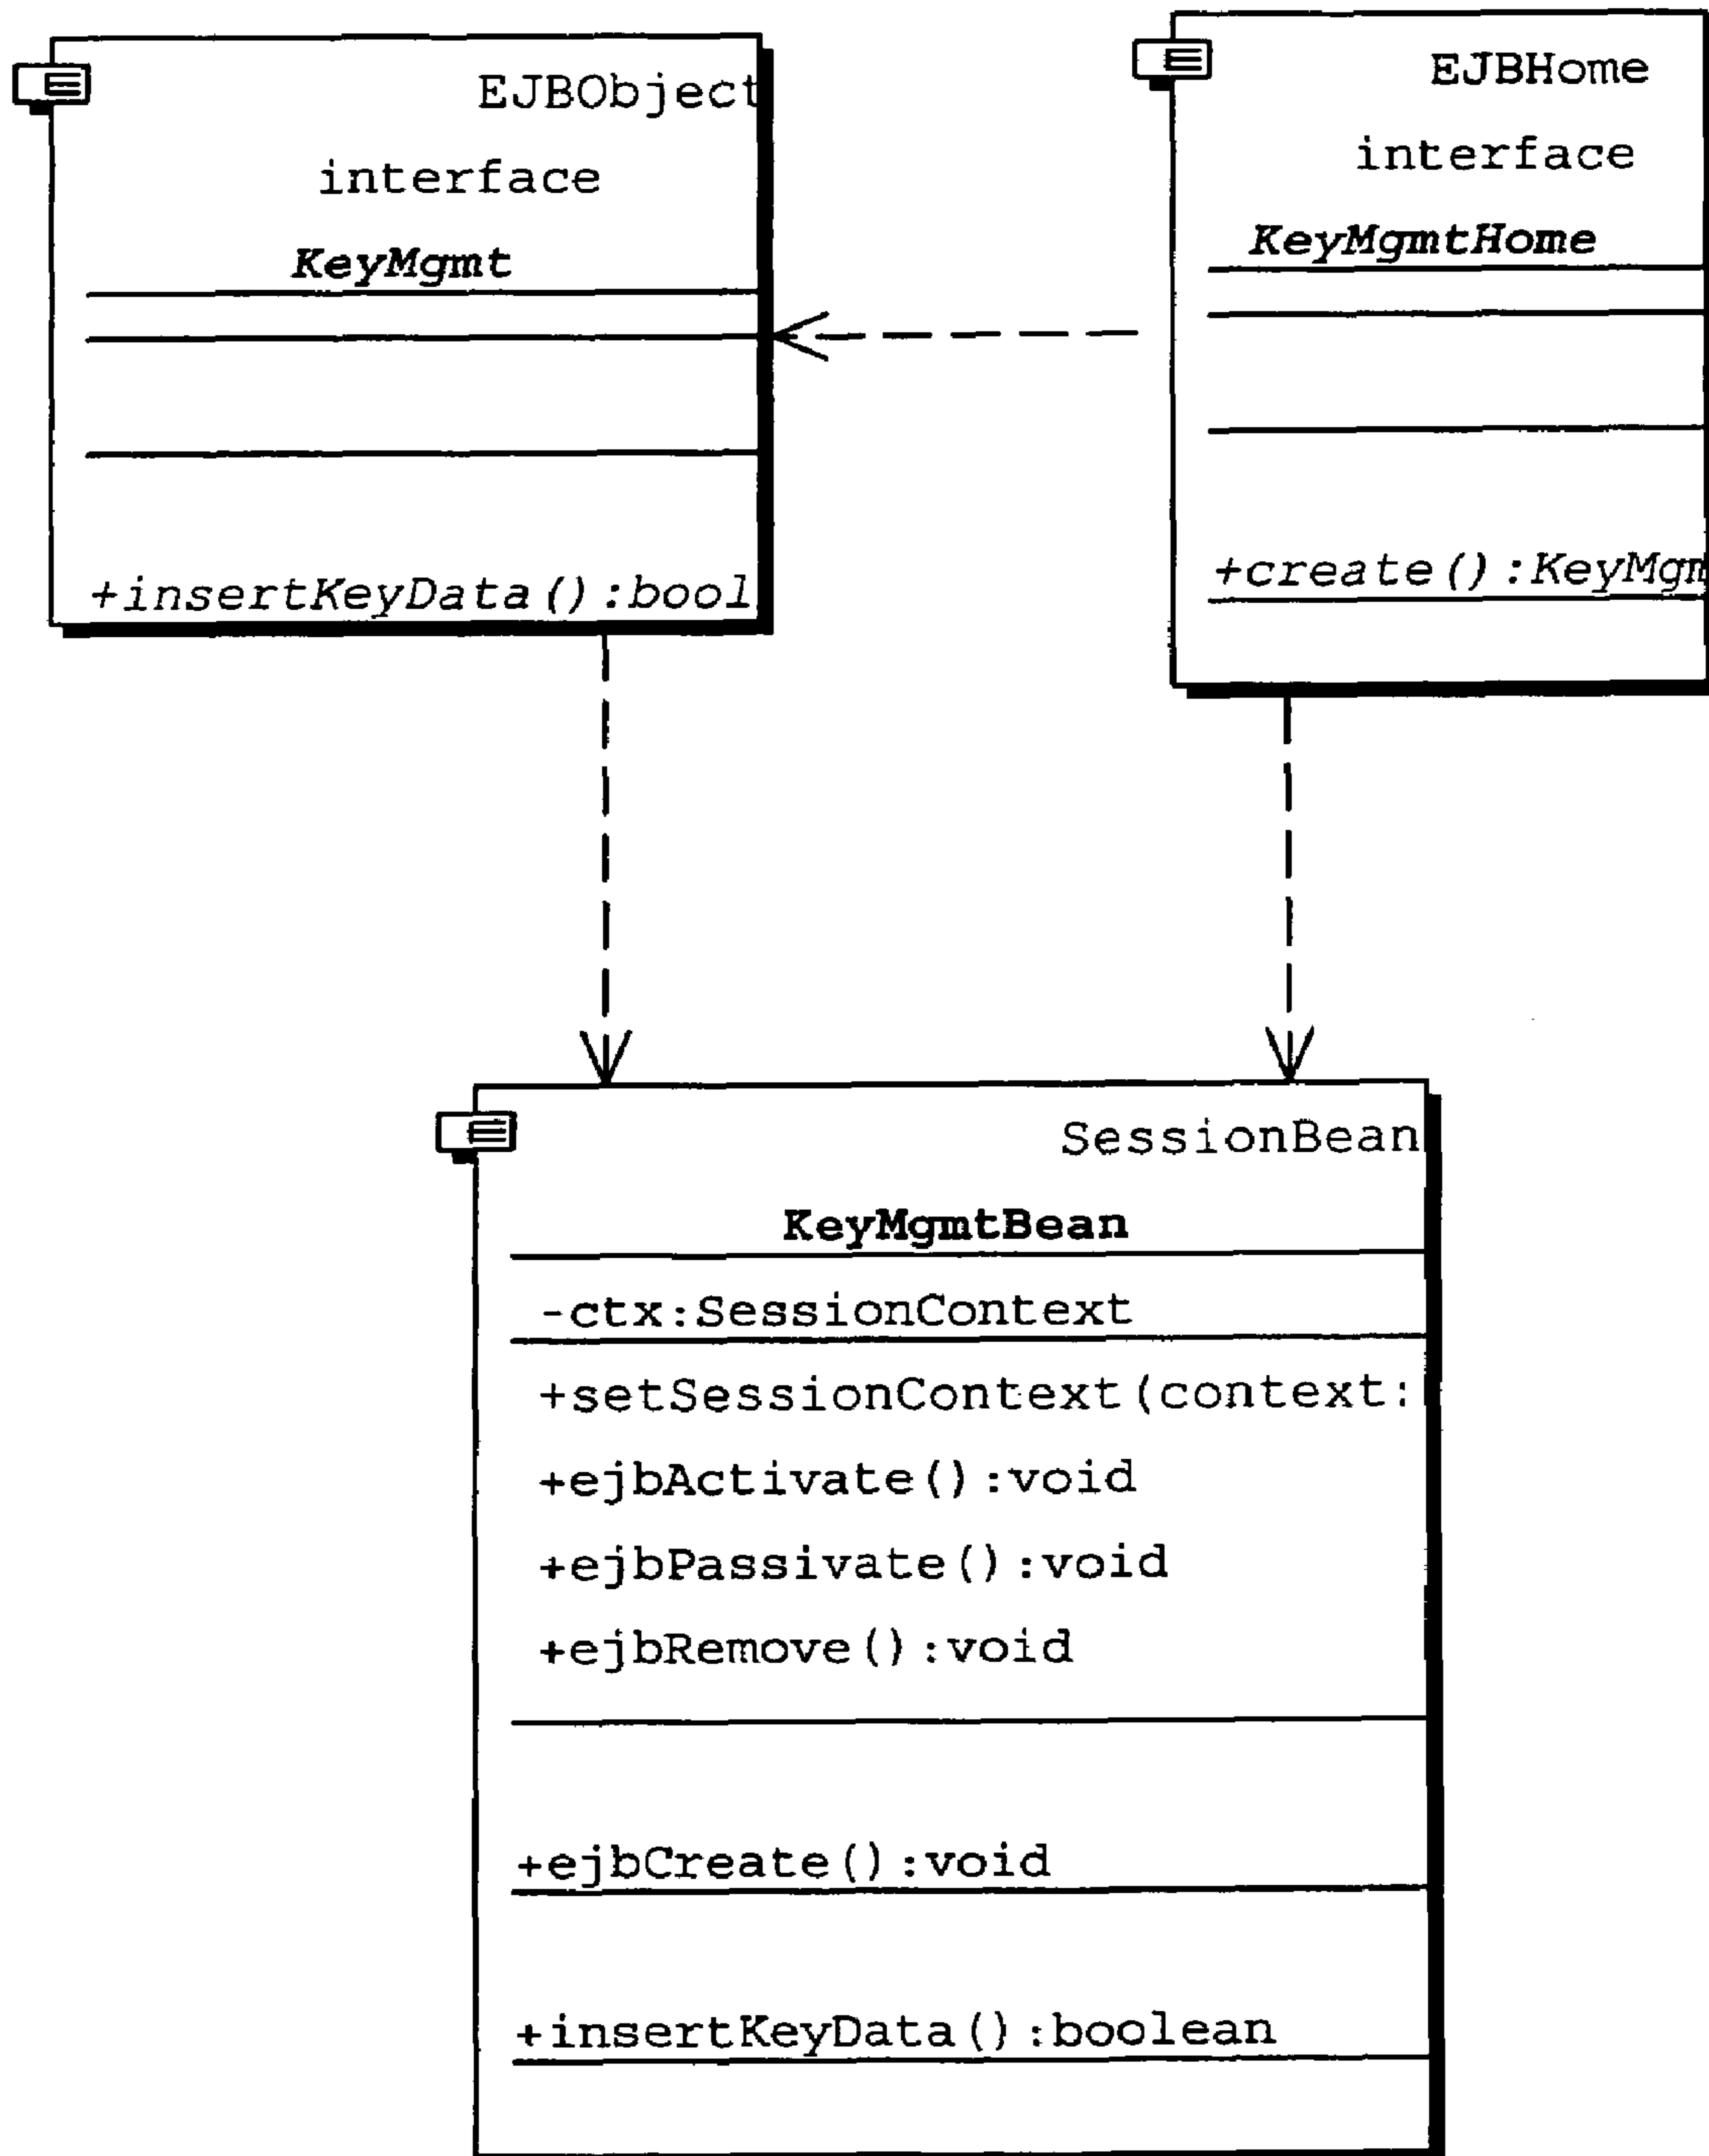 EJBObject
interface
KeyMgmt
+insertKeyData():bool
EJBHome
interface
KeyMgmtHome
+create():KeyMgm
SessionBean
KeyMgmtBean
-ctx:SessionContext
+setSessionContext(context:
+ejbActivate():void
+ejbPassivate():void
+ejbRemove():void
+ejbCreate():void
+insertKeyData():boolean